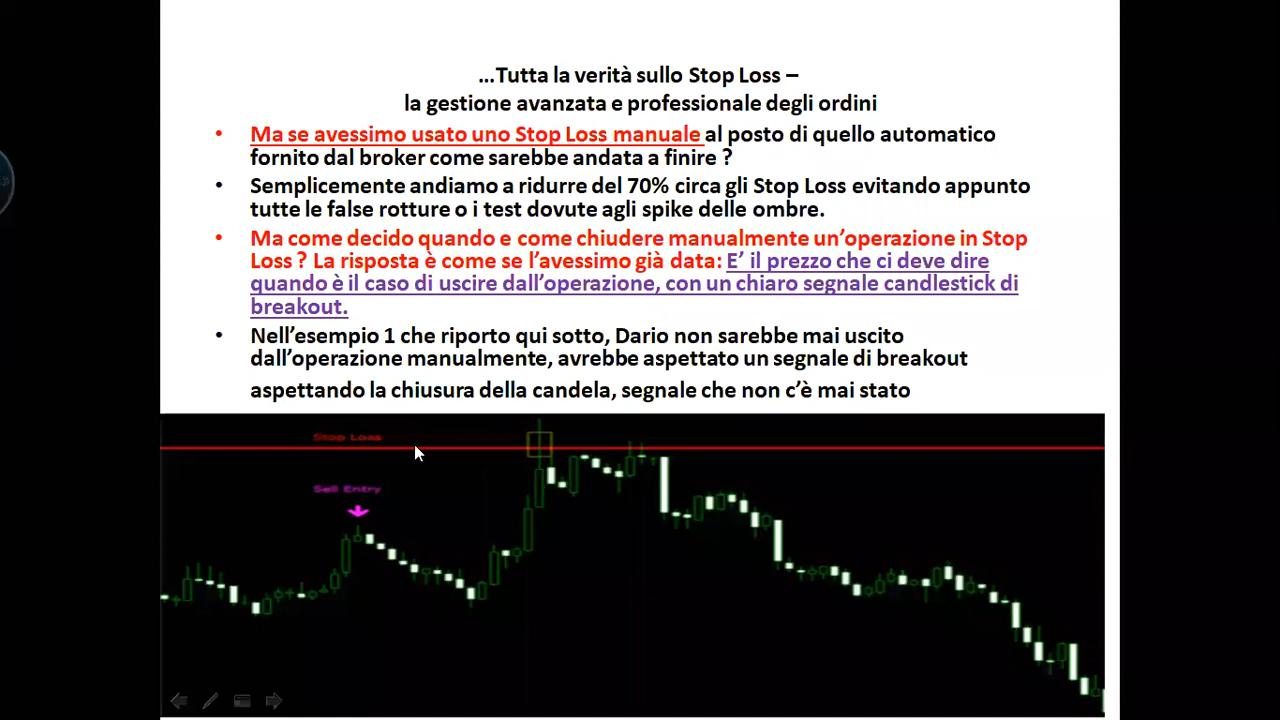 ...Tutta la verità sullo Stop Loss –
la gestione avanzata e professionale degli ordini
• Ma se avessimo usato uno Stop Loss manuale al posto di quello automatico
fornito dal broker come sarebbe andata a finire ?
• Semplicemente andiamo a ridurre del 70% circa gli Stop Loss evitando appunto
tutte le false rotture o i test dovute agli spike delle ombre.
• Ma come decido quando e come chiudere manualmente un’operazione in Stop
Loss ? La risposta è come se l’avessimo già data: E’ il prezzo che ci deve dire
quando è il caso di uscire dall’operazione, con un chiaro segnale candlestick di
breakout.
• Nell’esempio 1 che riporto qui sotto, Dario non sarebbe mai uscito
dall’operazione manualmente, avrebbe aspettato un segnale di breakout
aspettando la chiusura della candela, segnale che non c’è mai stato
Stop Loss
Sell Entry